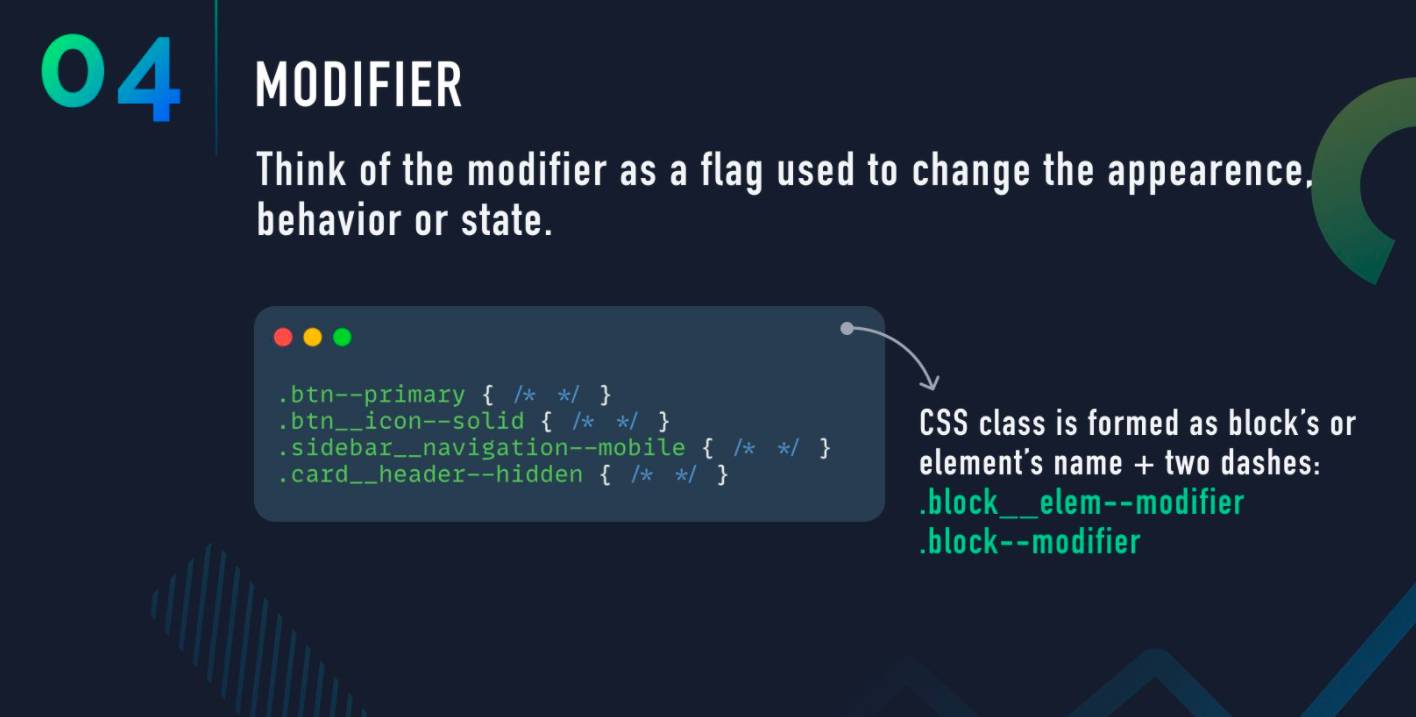 04
MODIFIER
Think of the modifier as a flag used to change the appearence,
behavior or state.
.btn--primary { /*  */ }
.btn__icon--solid { /*  */ }
.sidebar__navigation--mobile { /*  */ }
.card__header--hidden { /*  */ }
CSS class is formed as block's or
element's name + two dashes:
.block__elem--modifier
.block--modifier